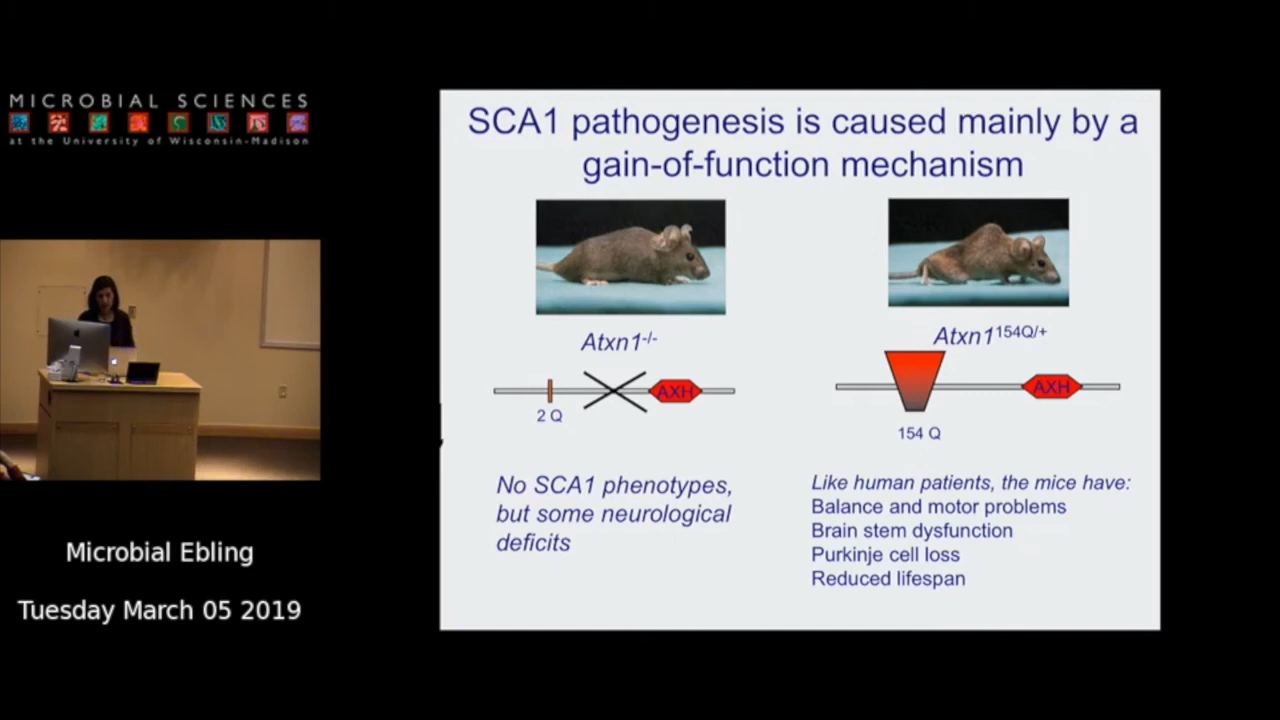 MICROBIAL SCIENCES
at the University of Wisconsin-Madison
Microbial Ebling
Tuesday March 05 2019
SCA1 pathogenesis is caused mainly by a
gain-of-function mechanism
Atxn1-/-
AXH
2 Q
No SCA1 phenotypes,
but some neurological
deficits
Atxn1154Q/+
AXH
154 Q
Like human patients, the mice have:
Balance and motor problems
Brain stem dysfunction
Purkinje cell loss
Reduced lifespan